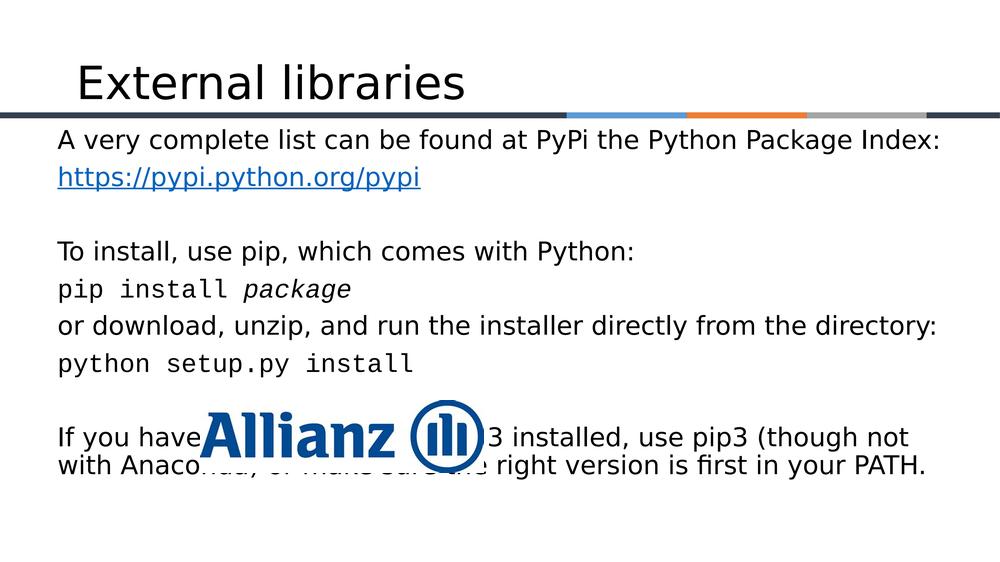 External libraries
A very complete list can be found at PyPi the Python Package Index:
https://pypi.python.org/pypi
To install, use pip, which comes with Python:
pip install package
or download, unzip, and run the installer directly from the directory:
python setup.py install
If you have Allianz 3 installed, use pip3 (though not
with right version is first in your PATH.